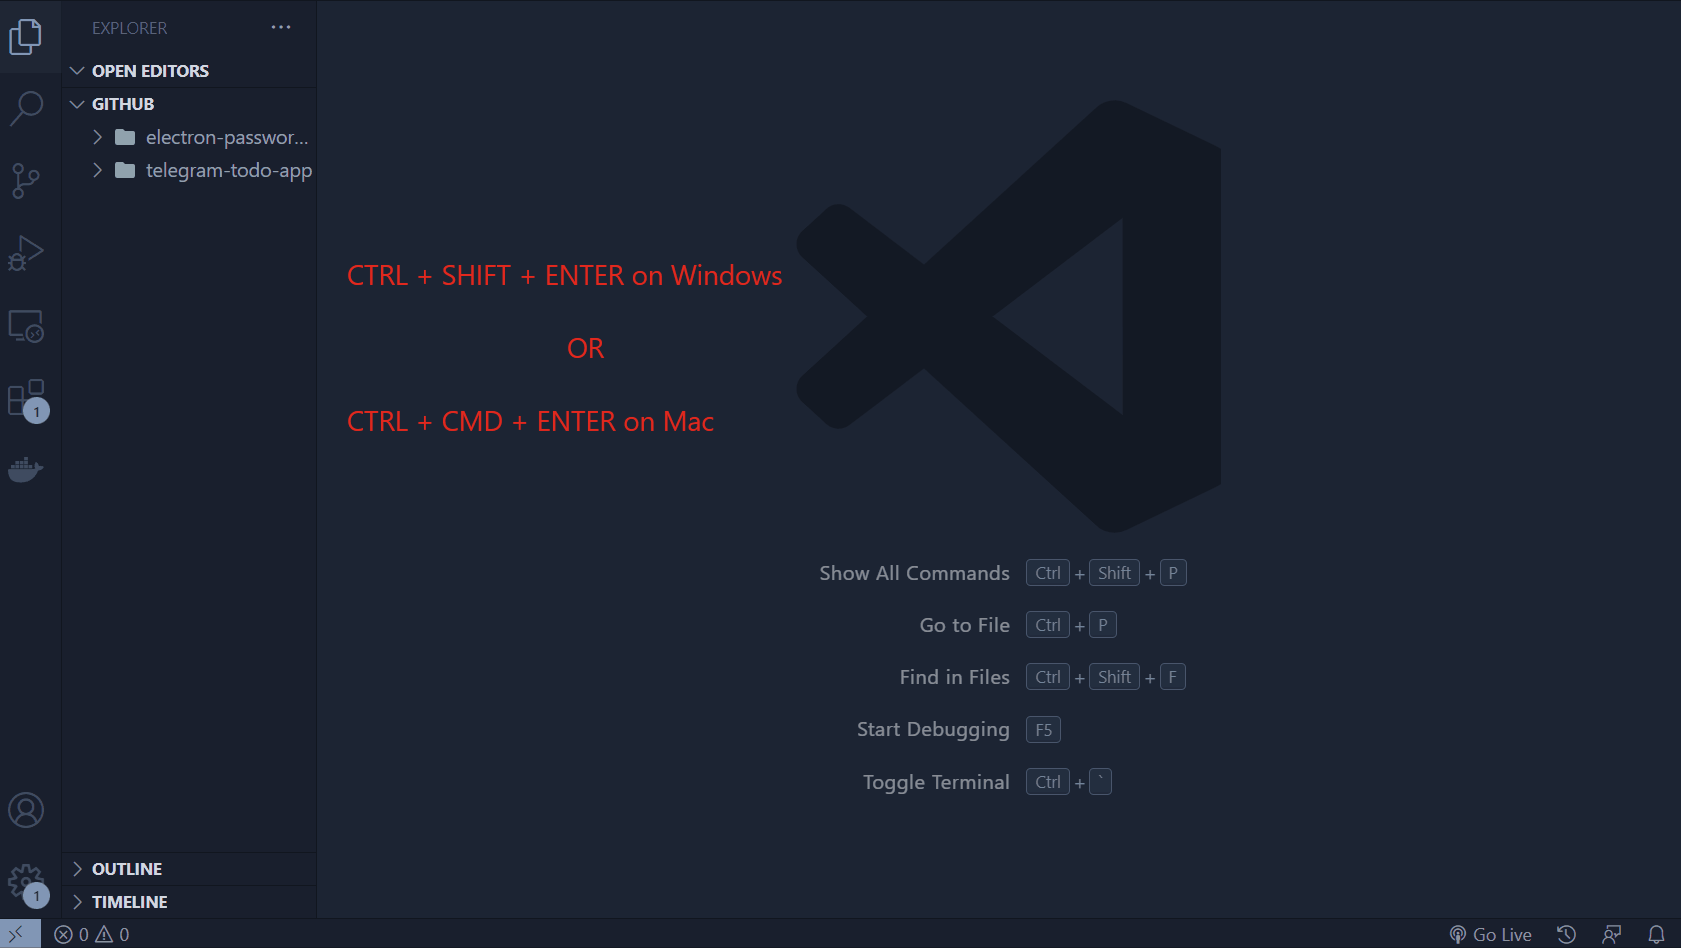 EXPLORER
OPEN EDITORS
GITHUB
electron-passwor...
telegram-todo-app
CTRL + SHIFT + ENTER on Windows
OR
CTRL + CMD + ENTER on Mac
Show All Commands Ctrl + Shift + P
Go to File Ctrl + P
Find in Files Ctrl + Shift + F
Start Debugging F5
Toggle Terminal Ctrl + `
1
OUTLINE
1
TIMELINE
0 0 Go Live